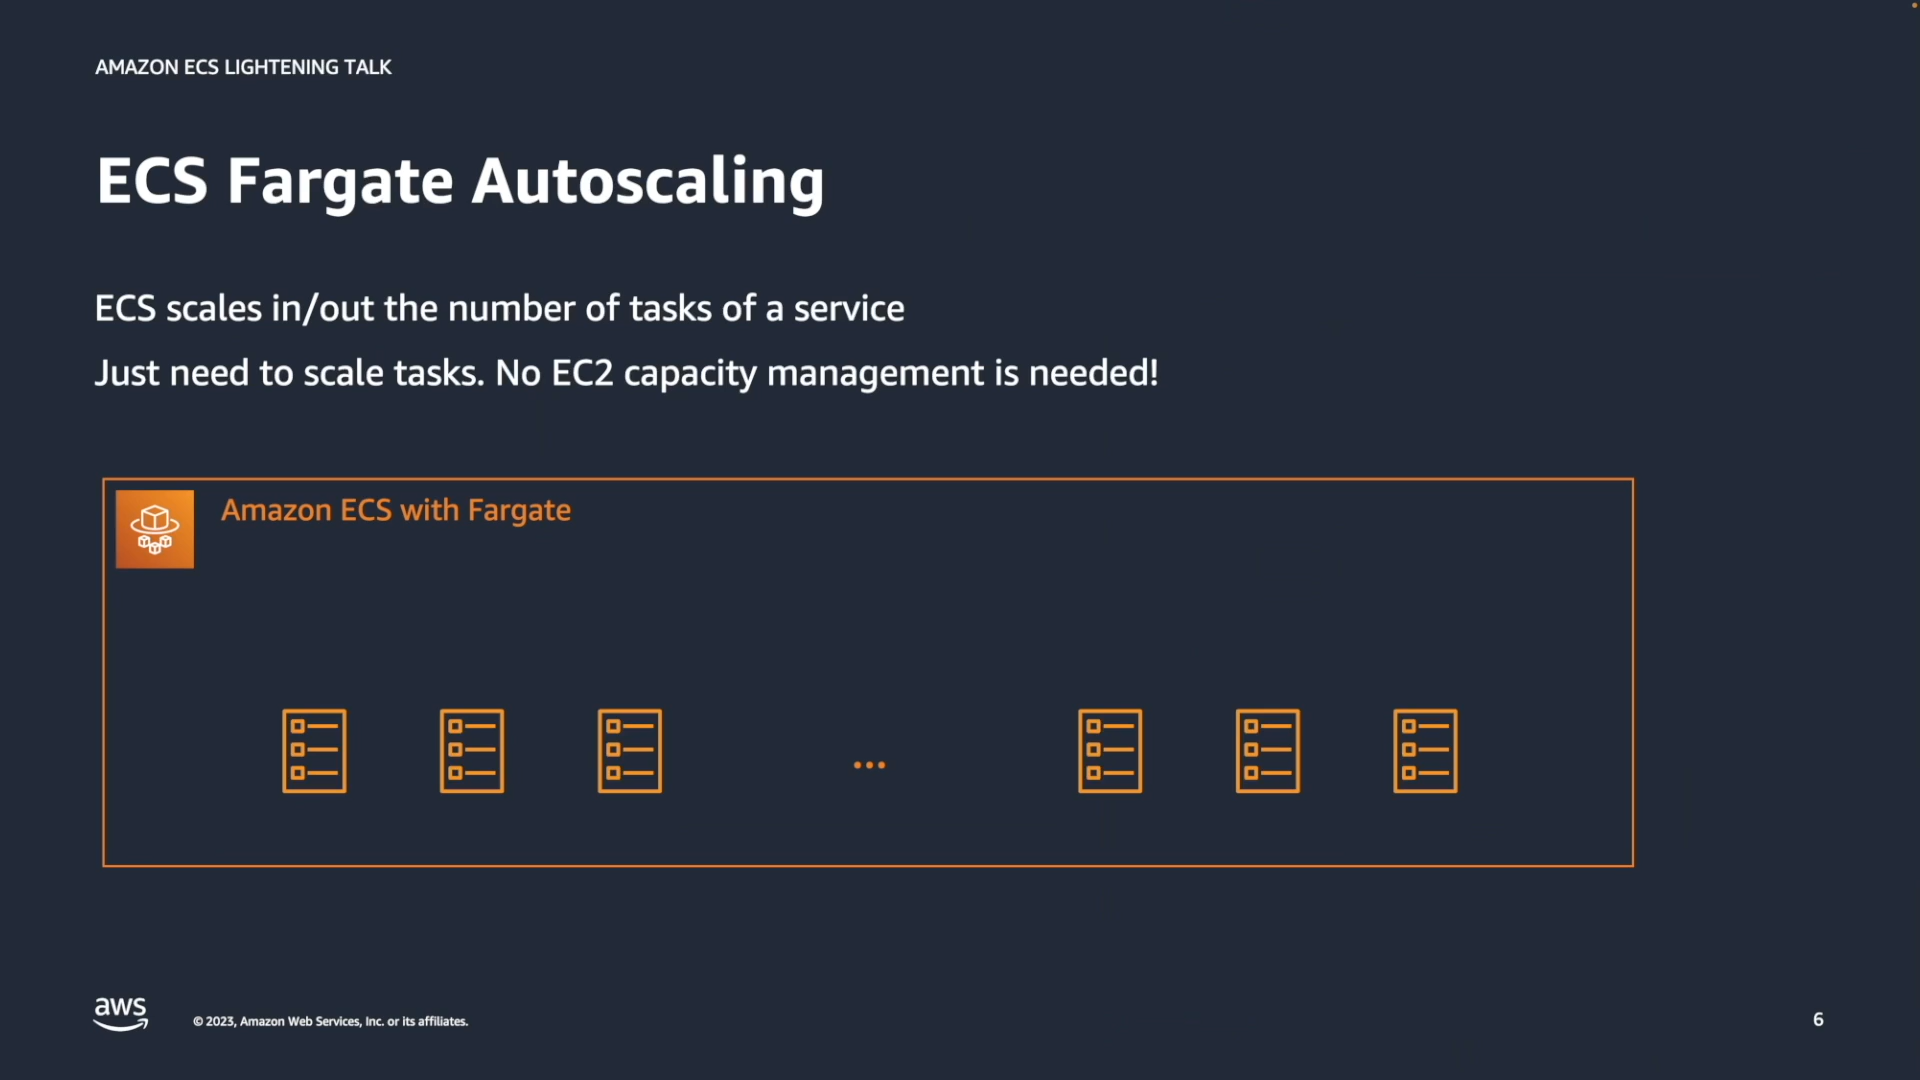 AMAZON ECS LIGHTENING TALK
ECS Fargate Autoscaling
ECS scales in/out the number of tasks of a service
Just need to scale tasks. No EC2 capacity management is needed!
Amazon ECS with Fargate
...
aws
© 2023, Amazon Web Services, Inc. or its affiliates.
6